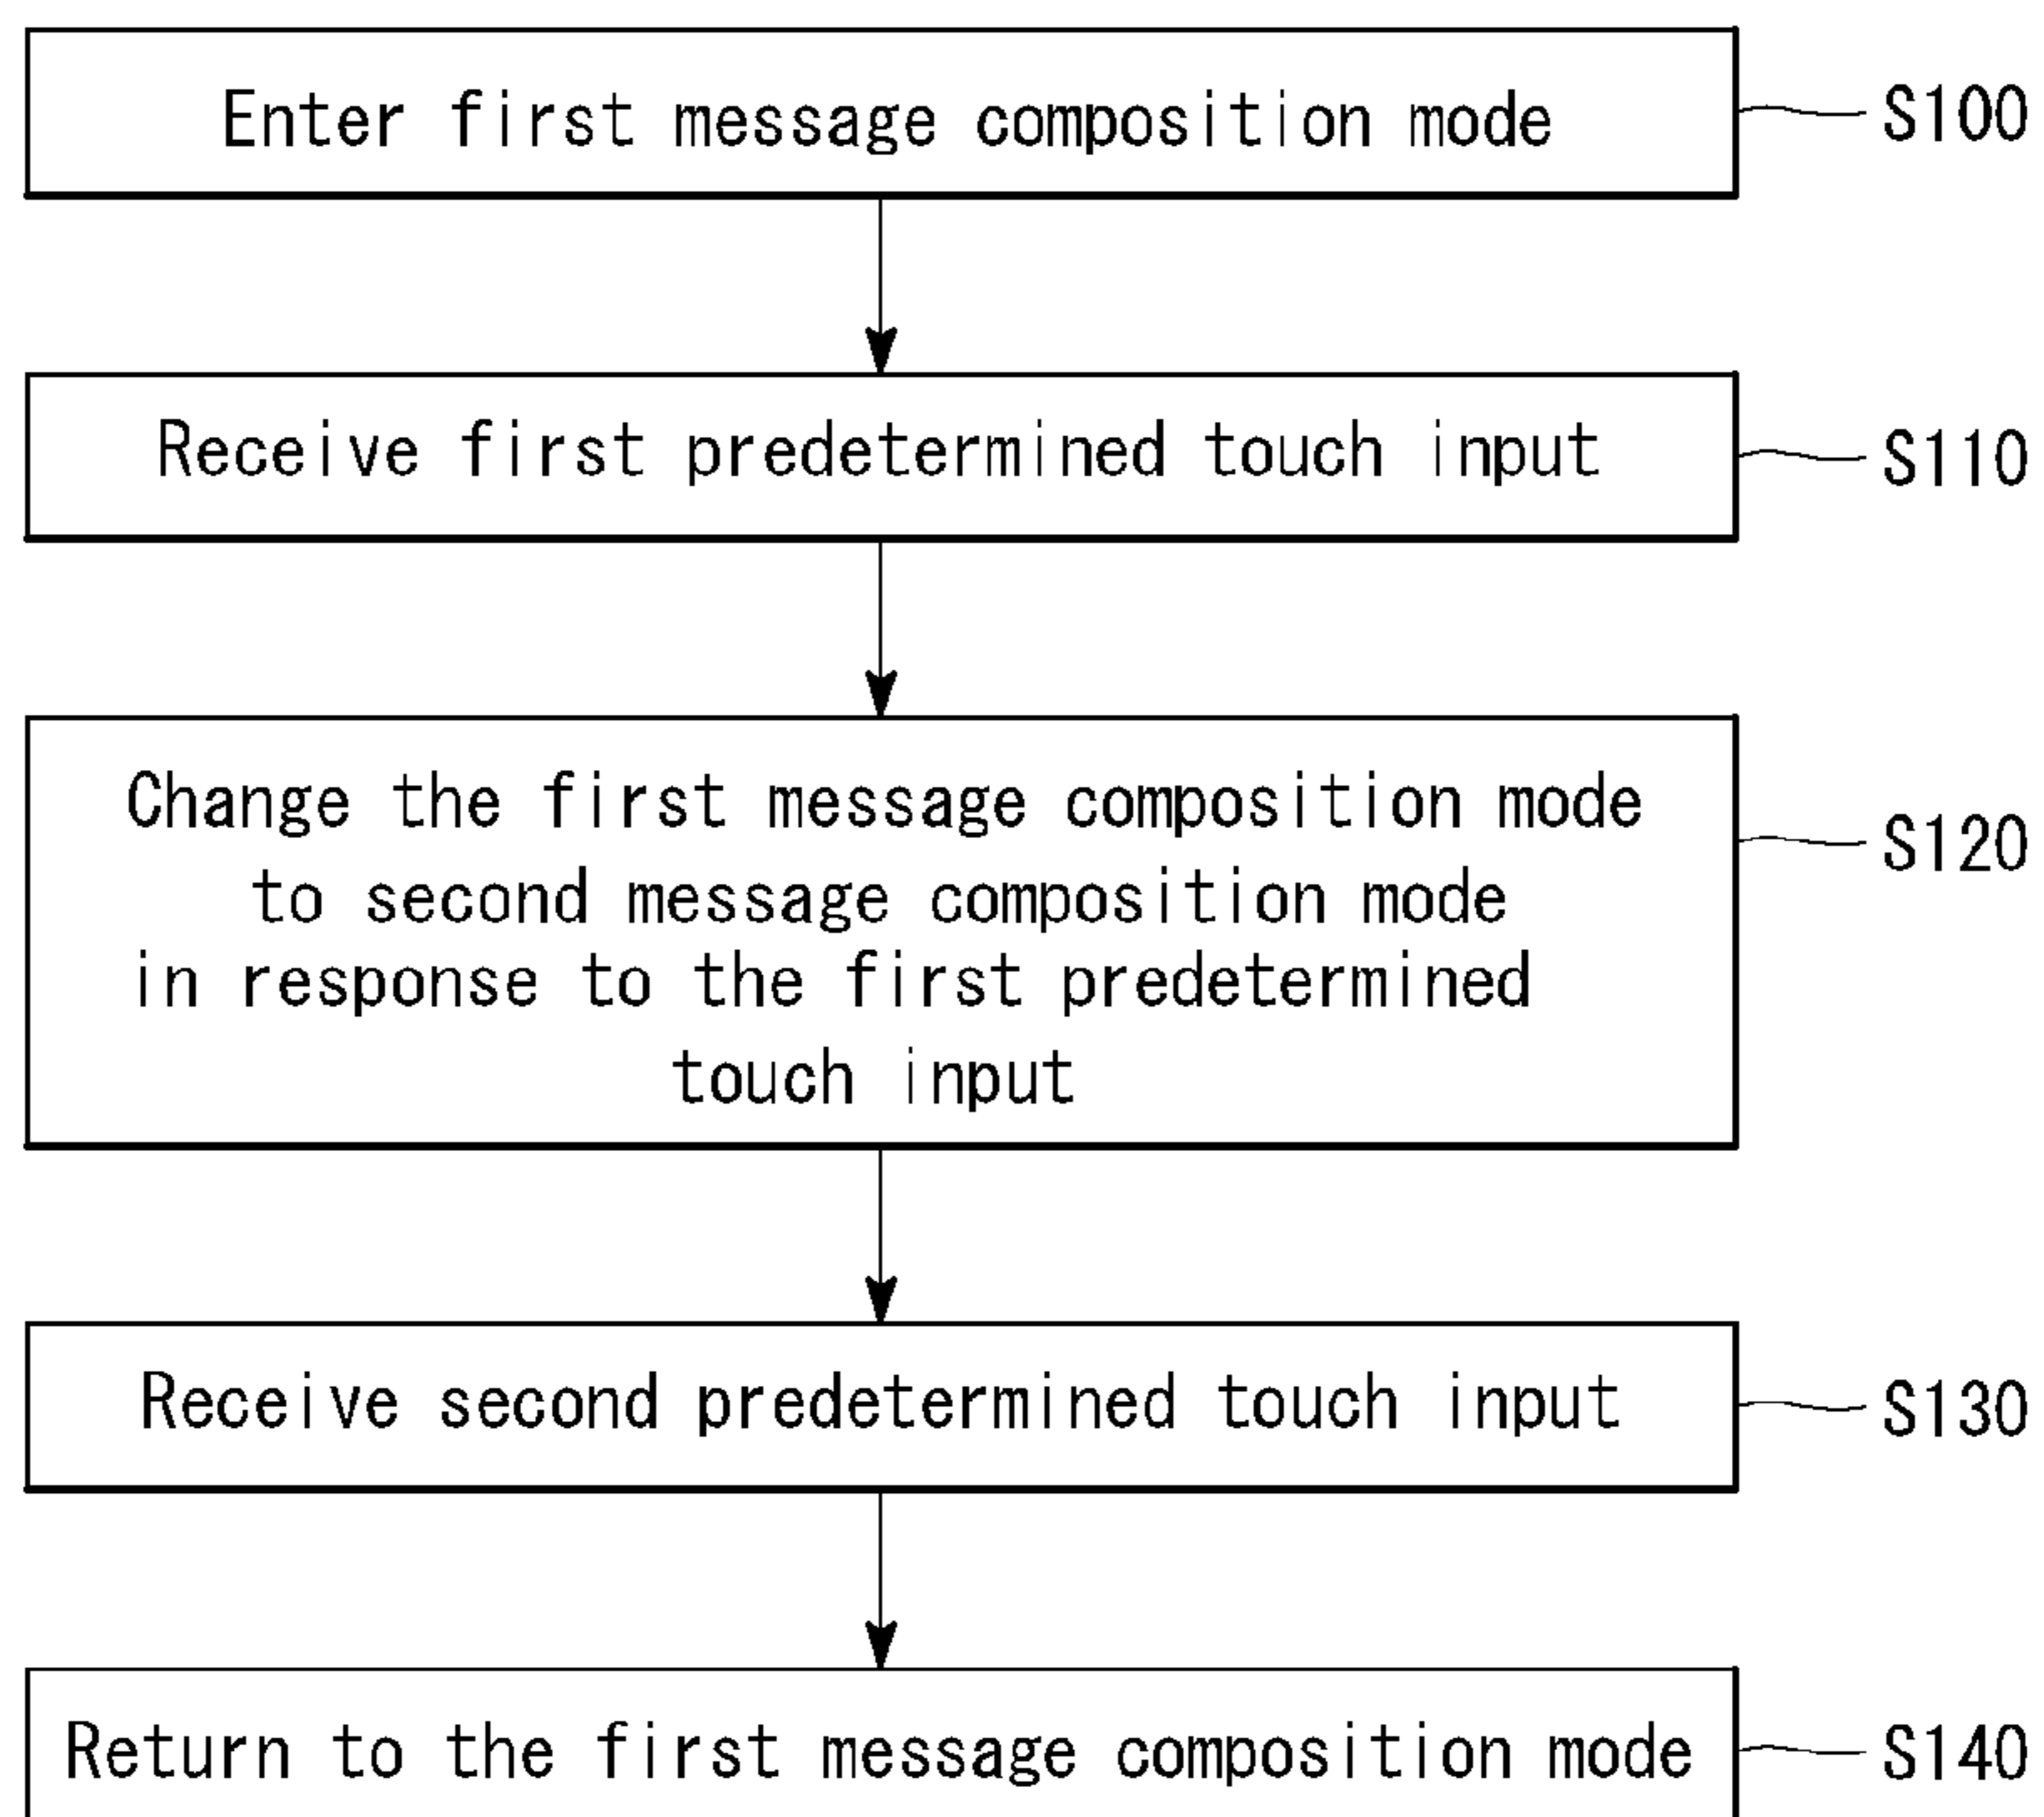 Enter first message composition mode
S100
Receive first predetermined touch input
S110
Change the first message composition mode
to second message composition mode
in response to the first predetermined
touch input
S120
Receive second predetermined touch input
S130
Return to the first message composition mode
S140